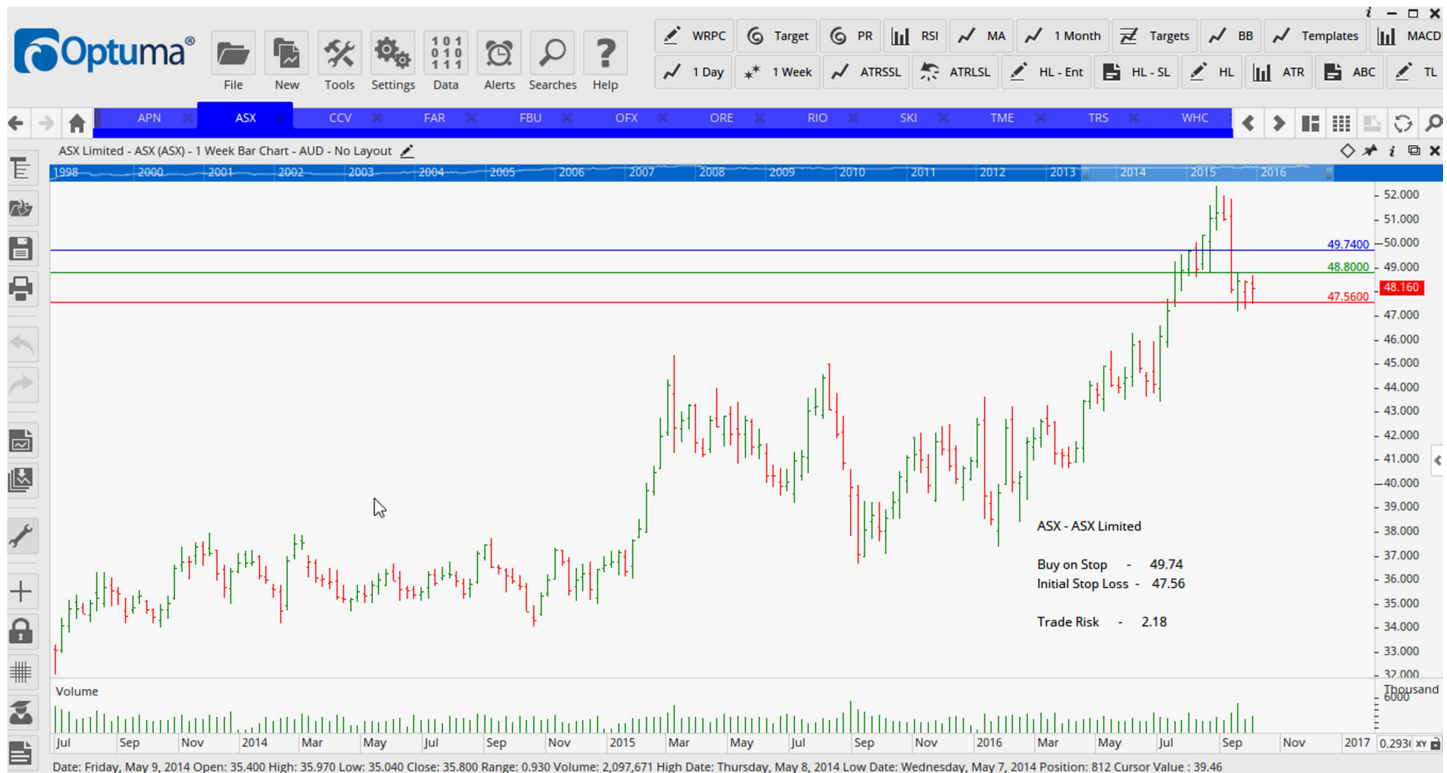 i
Optuma®
File New Tools Settings Data Alerts Searches Help
WRPC Target PR RSI MA 1 Month Targets BB Templates MACD
1 Day 1 Week ATRSSL ATRLSL HL - Ent HL - SL HL ATR ABC TL
APN ASX CCV FAR FBU OFX ORE RIO SKI TME TRS WHC
ASX Limited - ASX (ASX) - 1 Week Bar Chart - AUD - No Layout
1998 2000 2001 2002 2003 2004 2005 2006 2007 2008 2009 2010 2011 2012 2013 2014 2015 2016
52.000
51.000
49.7400 50.000
48.8000 49.000
47.5600 48.160
47.000
46.000
45.000
44.000
43.000
42.000
41.000
40.000
39.000
38.000
37.000
36.000
35.000
34.000
33.000
32.000
ASX - ASX Limited
Buy on Stop - 49.74
Initial Stop Loss - 47.56
Trade Risk - 2.18
Volume
Thousand
6000
Jul Sep Nov 2014 Mar May Jul Sep Nov 2015 Mar May Jul Sep Nov 2016 Mar May Jul Sep Nov 2017 XY
Date: Friday, May 9, 2014 Open: 35.400 High: 35.970 Low: 35.040 Close: 35.800 Range: 0.930 Volume: 2,097,671 High Date: Thursday, May 8, 2014 Low Date: Wednesday, May 7, 2014 Position: 812 Cursor Value : 39.46